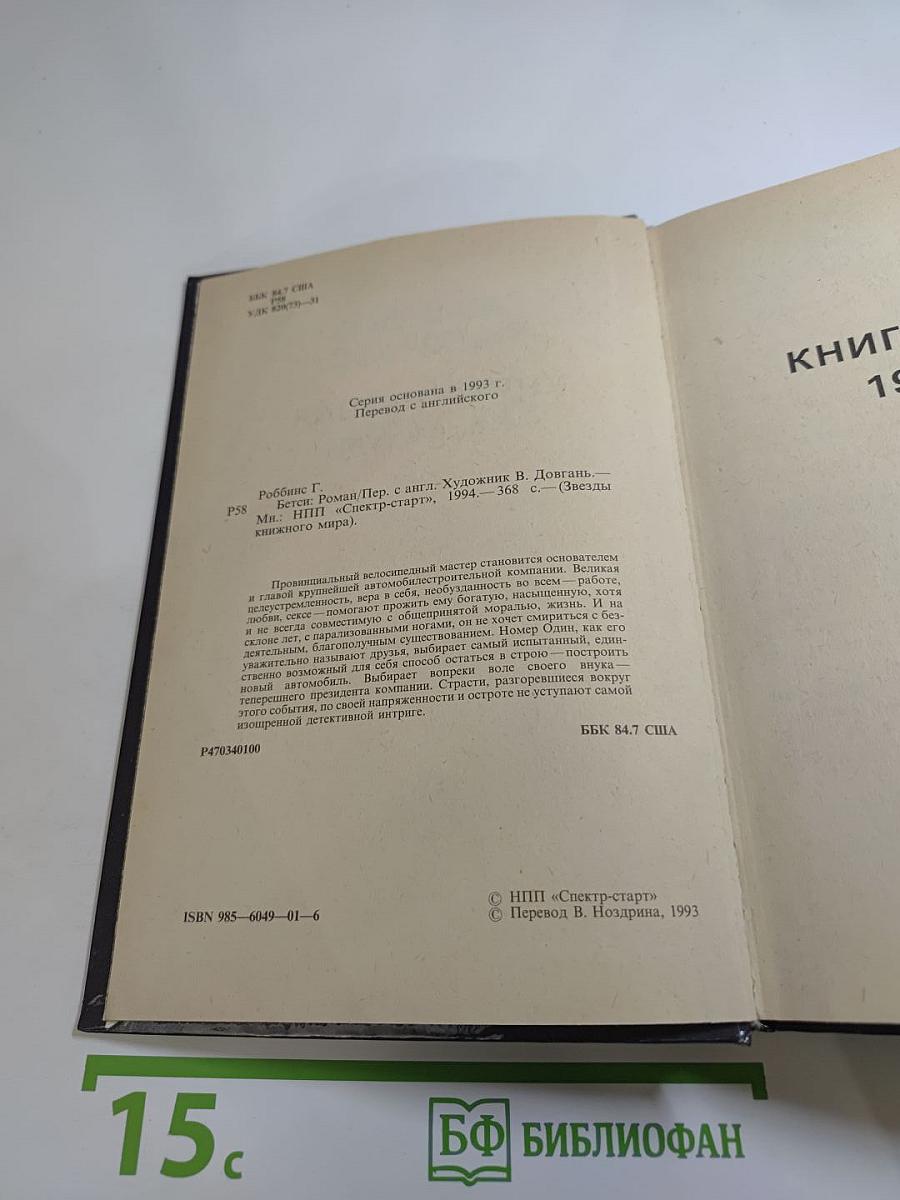 ББК 84.7 США
Р58
УДК 820(73)—31
Серия основана в 1993 г.
Перевод с английского
Роббинс Г.
Р58 Бетси: Роман/Пер. с англ. Художник В. Довгань.—
Мн.: НПП «Спектр-старт», 1994.—368 с.—(Звезды
книжного мира).
Провинциальный велосипедный мастер становится основателем
и главой крупнейшей автомобилестроительной компании. Великая
целеустремленность, вера в себя, необузданность во всем — работе,
любви, сексе — помогают прожить ему богатую, насыщенную, хотя
и не всегда совместимую с общепринятой моралью, жизнь. И на
склоне лет, с парализованными ногами, он не хочет смириться с без-
деятельным, благополучным существованием. Номер Один, как его
уважительно называют друзья, выбирает самый испытанный, един-
ственно возможный для себя способ остаться в строю — построить
новый автомобиль. Выбирает вопреки воле своего внука —
теперешнего президента компании. Страсти, разгоревшиеся вокруг
этого события, по своей напряженности и остроте не уступают самой
изощренной детективной интриге.
Р470340100
ББК 84.7 США
ISBN 985—6049—01—6
© НПП «Спектр-старт»
© Перевод В. Ноздрина, 1993
КНИГ
19
15 с
БФ БИБЛИОФАН